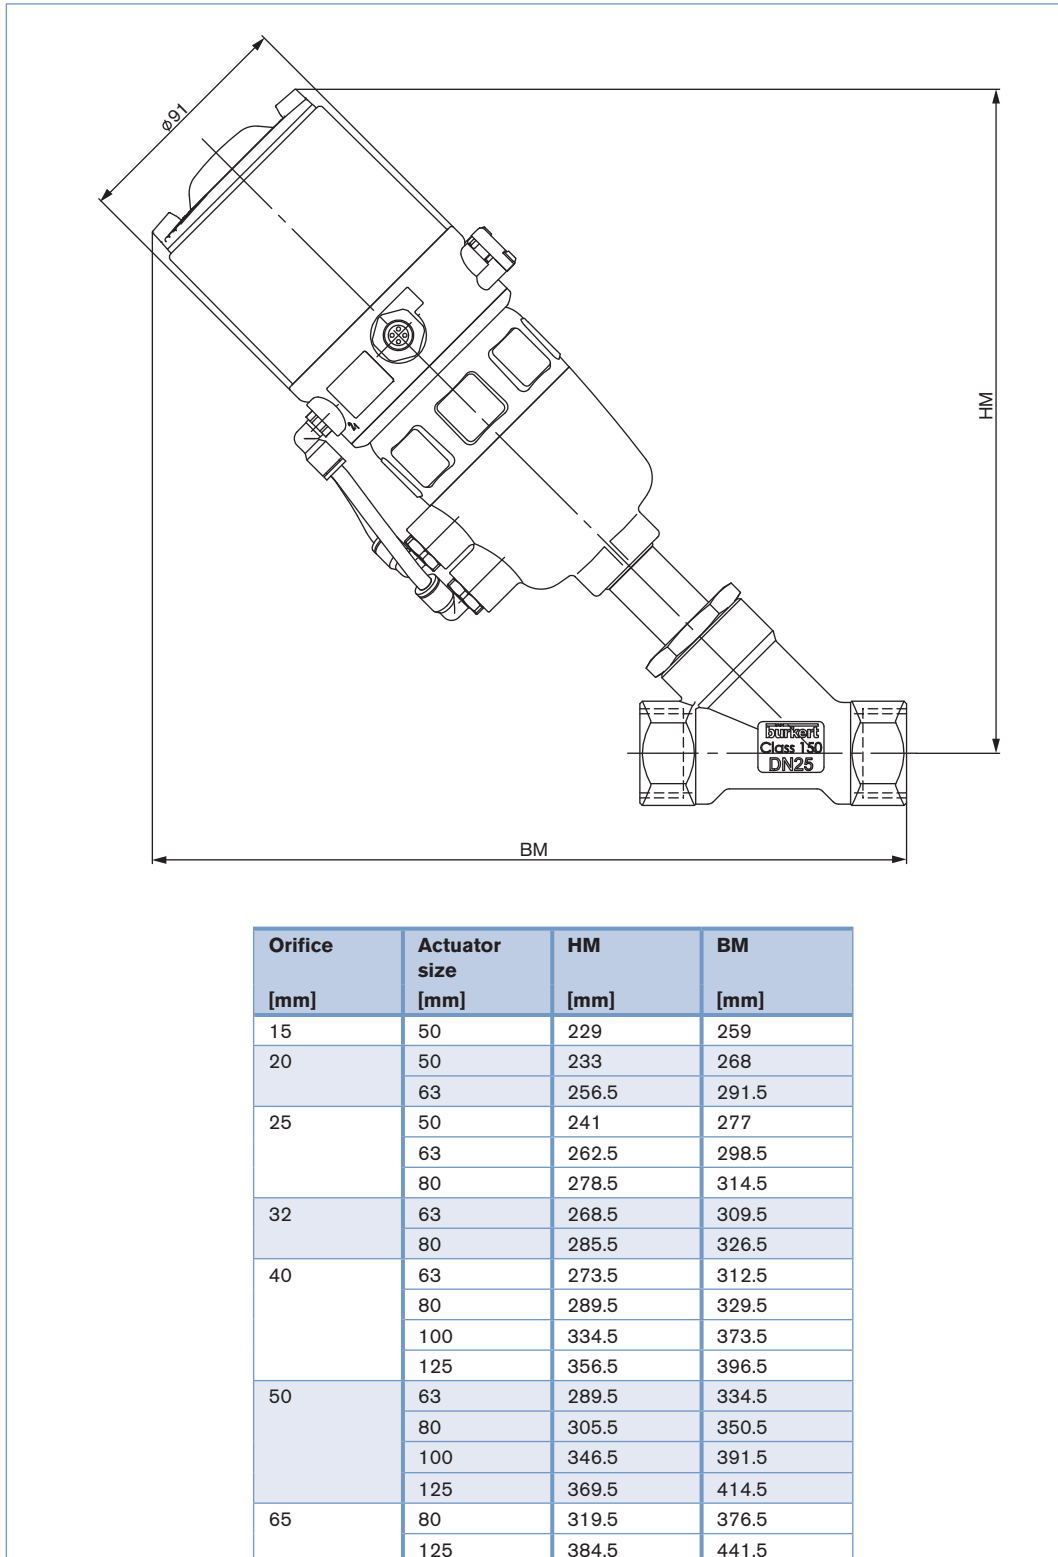 ø91
HM
burkert
Class 150
DN25
BM
Orifice Actuator size HM BM
[mm] [mm] [mm] [mm]
15 50 229 259
20 50 233 268
63 256.5 291.5
25 50 241 277
63 262.5 298.5
80 278.5 314.5
32 63 268.5 309.5
80 285.5 326.5
40 63 273.5 312.5
80 289.5 329.5
100 334.5 373.5
125 356.5 396.5
50 63 289.5 334.5
80 305.5 350.5
100 346.5 391.5
125 369.5 414.5
65 80 319.5 376.5
125 384.5 441.5